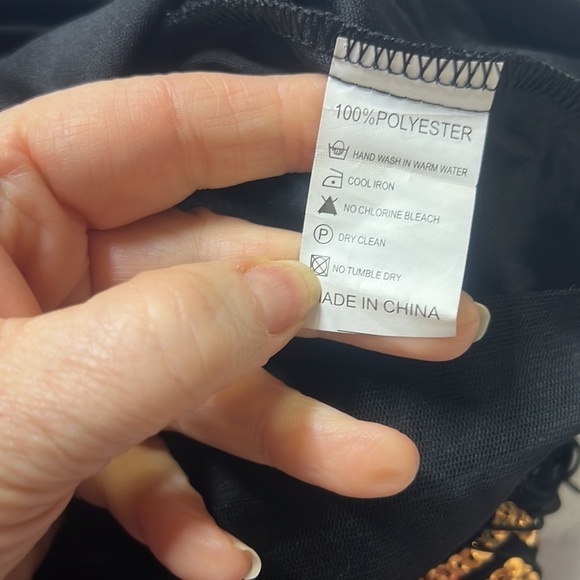 100%POLYESTER
HAND WASH IN WARM WATER
COOL IRON
NO CHLORINE BLEACH
P DRY CLEAN
NO TUMBLE DRY
MADE IN CHINA